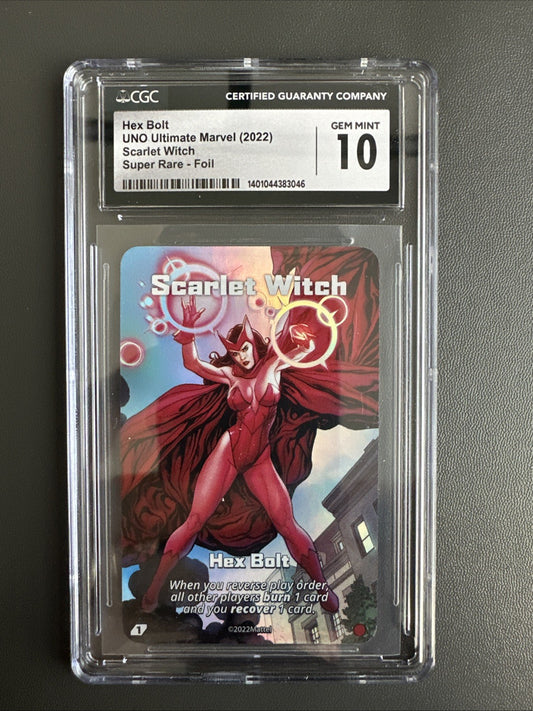 CGC
CERTIFIED GUARANTY COMPANY
Hex Bolt
UNO Ultimate Marvel (2022)
Scarlet Witch
Super Rare - Foil
GEM MINT
10
1401044383046
Scarlet Witch
Hex Bolt
When you reverse play order,
all other players burn 1 card
and you recover 1 card.
1
©2022Mattel